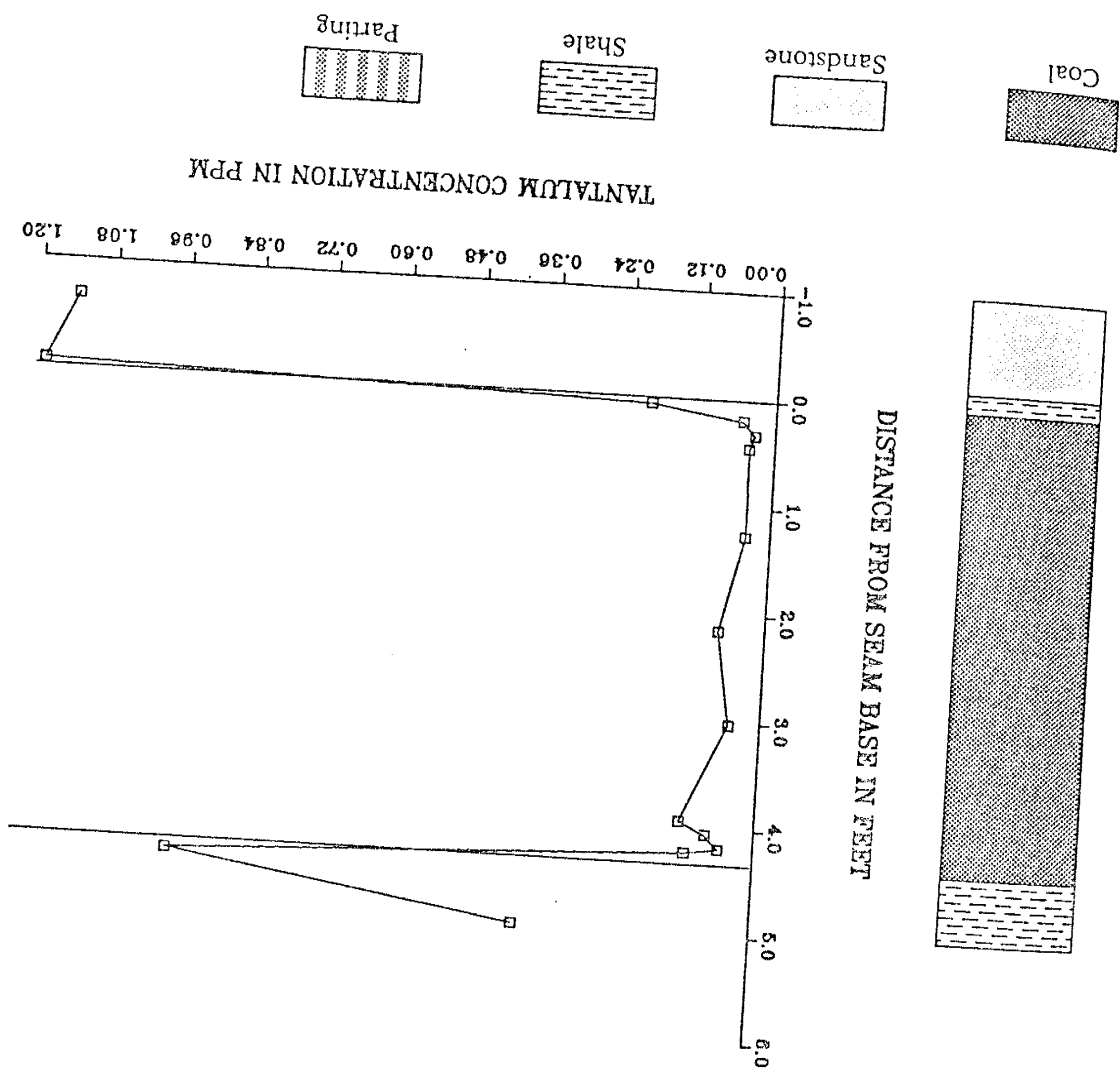 DISTANCE FROM SEAM BASE IN FEET
6.0
5.0
4.0
3.0
2.0
1.0
0.0
-1.0
0.00 0.12 0.24 0.36 0.48 0.60 0.72 0.84 0.96 1.08 1.20
TANTALUM CONCENTRATION IN PPM
Coal Sandstone Shale Parting